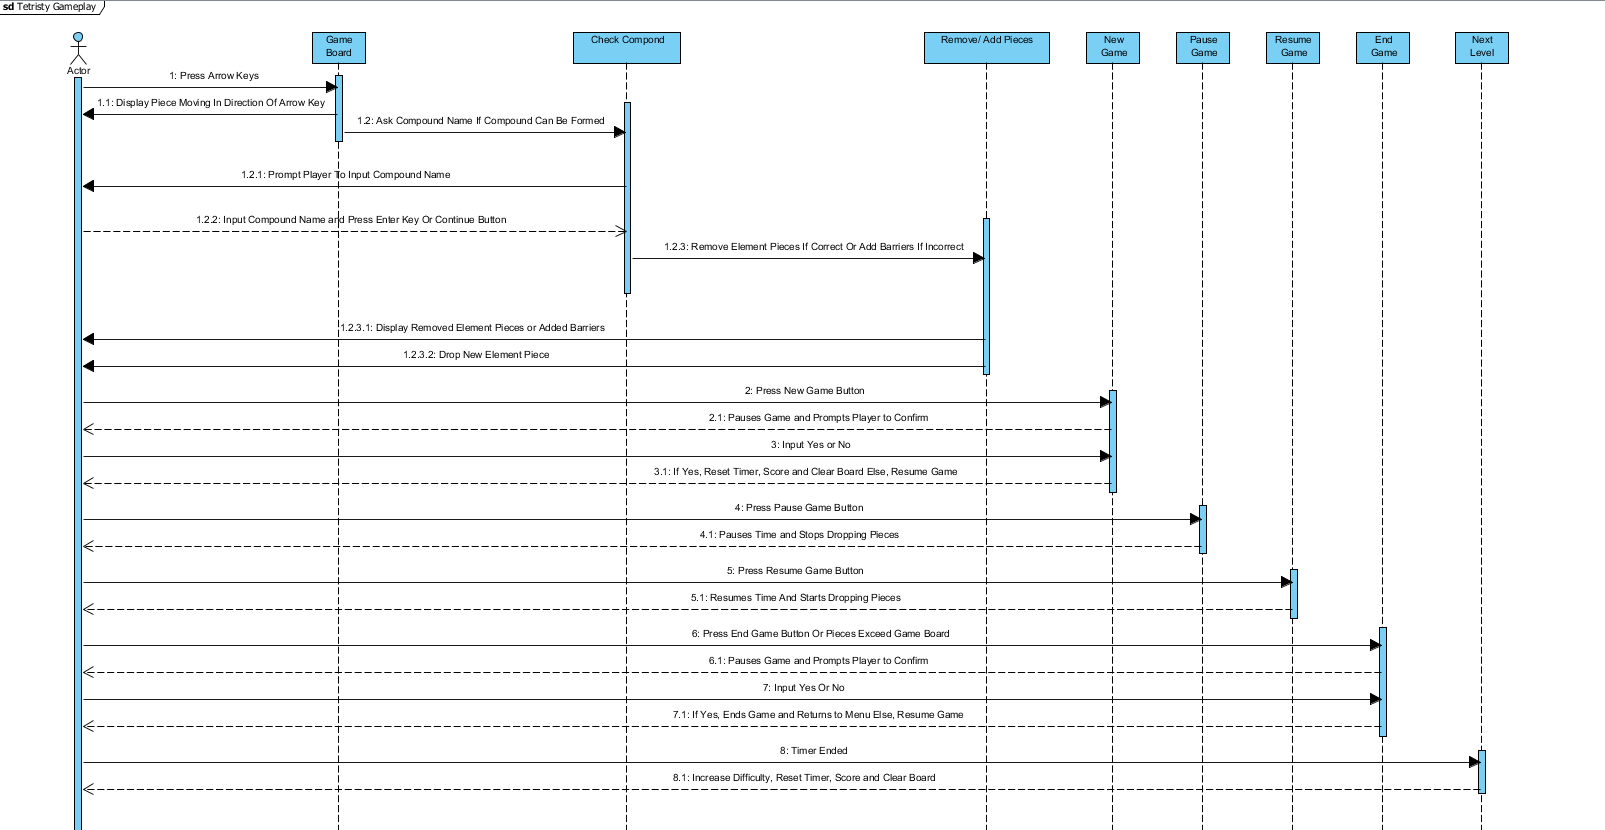 sd Tetristy Gameplay
Actor
Game
Board
Check Compond
Remove/ Add Pieces
New
Game
Pause
Game
Resume
Game
End
Game
Next
Level
1: Press Arrow Keys
1.1: Display Piece Moving In Direction Of Arrow Key
1.2: Ask Compound Name If Compound Can Be Formed
1.2.1: Prompt Player To Input Compound Name
1.2.2: Input Compound Name and Press Enter Key Or Continue Button
1.2.3: Remove Element Pieces If Correct Or Add Barriers If Incorrect
1.2.3.1: Display Removed Element Pieces or Added Barriers
1.2.3.2: Drop New Element Piece
2: Press New Game Button
2.1: Pauses Game and Prompts Player to Confirm
3: Input Yes or No
3.1: If Yes, Reset Timer, Score and Clear Board Else, Resume Game
4: Press Pause Game Button
4.1: Pauses Time and Stops Dropping Pieces
5: Press Resume Game Button
5.1: Resumes Time And Starts Dropping Pieces
6: Press End Game Button Or Pieces Exceed Game Board
6.1: Pauses Game and Prompts Player to Confirm
7: Input Yes Or No
7.1: If Yes, Ends Game and Returns to Menu Else, Resume Game
8: Timer Ended
8.1: Increase Difficulty, Reset Timer, Score and Clear Board